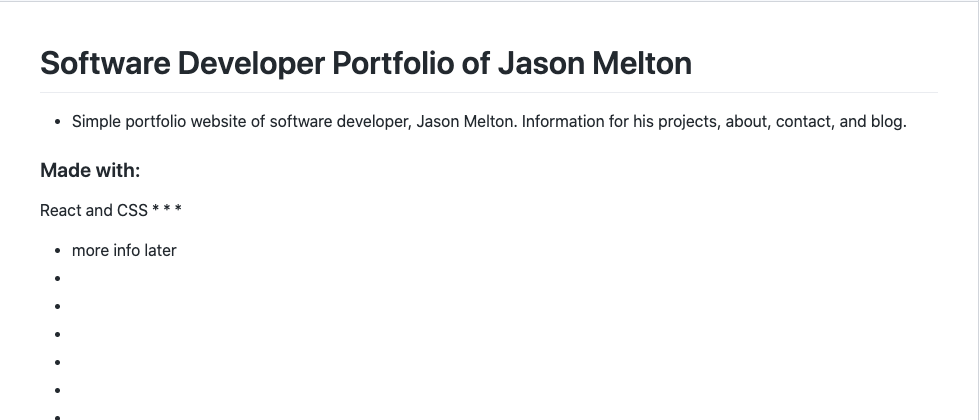 Software Developer Portfolio of Jason Melton
• Simple portfolio website of software developer, Jason Melton. Information for his projects, about, contact, and blog.
Made with:
React and CSS * * *
• more info later
•
•
•
•
•
•